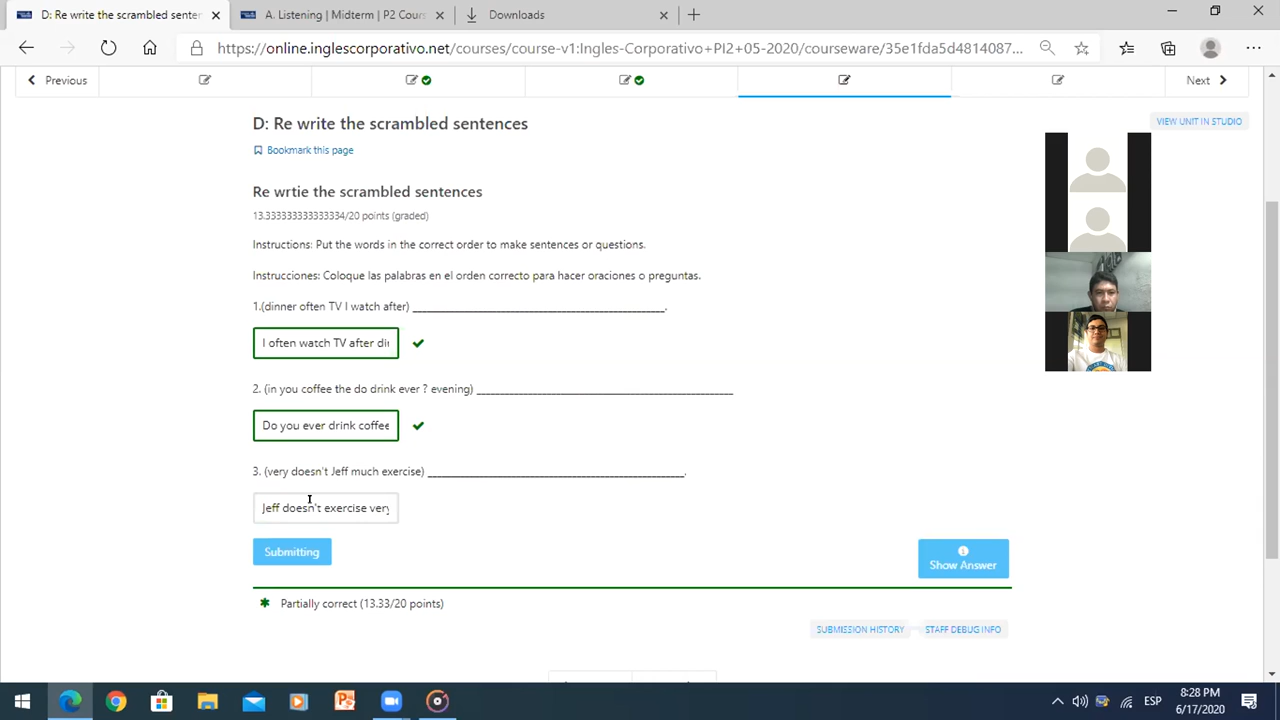 D: Re write the scrambled senter
A. Listening | Midterm | P2 Cour
Downloads
https://online.inglescorporativo.net/courses/course-v1:Ingles-Corporativo+PI2+05-2020/courseware/35e1fda5d4814087...
Previous
Next
VIEW UNIT IN STUDIO
D: Re write the scrambled sentences
Bookmark this page
Re wrtie the scrambled sentences
13.333333333333334/20 points (graded)
Instructions: Put the words in the correct order to make sentences or questions.
Instrucciones: Coloque las palabras en el orden correcto para hacer oraciones o preguntas.
1.(dinner often TV I watch after) ____________________________________________.
I often watch TV after din
2. (in you coffee the do drink ever ? evening) ____________________________________________
Do you ever drink coffee
3. (very doesn't Jeff much exercise) ____________________________________________.
Jeff doesn't exercise very
Submitting
Show Answer
Partially correct (13.33/20 points)
SUBMISSION HISTORY
STAFF DEBUG INFO
ESP
8:28 PM
6/17/2020